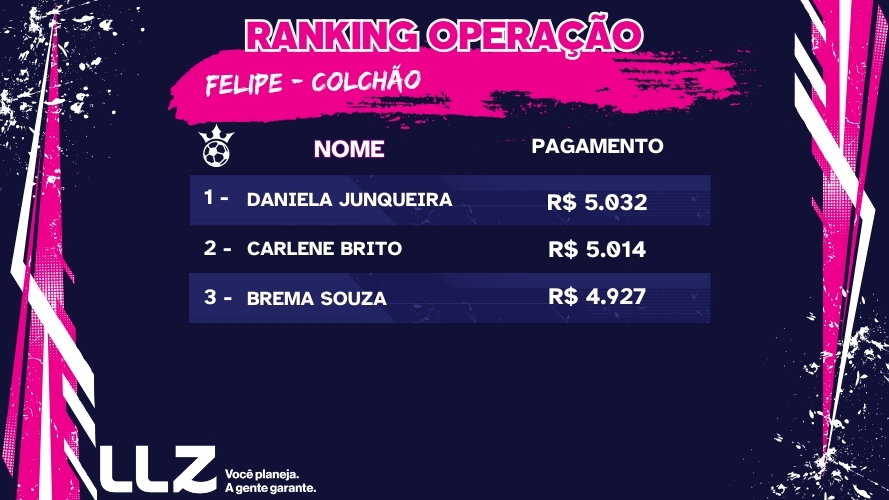 RANKING OPERAÇÃO
FELIPE - COLCHÃO
NOME PAGAMENTO
1 - DANIELA JUNQUEIRA R$ 5.032
2 - CARLENE BRITO R$ 5.014
3 - BREMA SOUZA R$ 4.927
LLZ
Você planeja.
A gente garante.